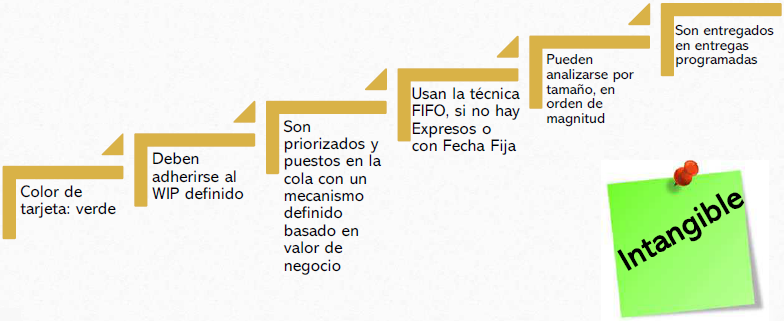 Color de
tarjeta: verde
Deben
adherirse al
WIP definido
Son
priorizados y
puestos en la
cola con un
mecanismo
definido
basado en
valor de
negocio
Usan la técnica
FIFO, si no hay
Expresos o
con Fecha Fija
Pueden
analizarse por
tamaño, en
orden de
magnitud
Son entregados
en entregas
programadas
Intangible